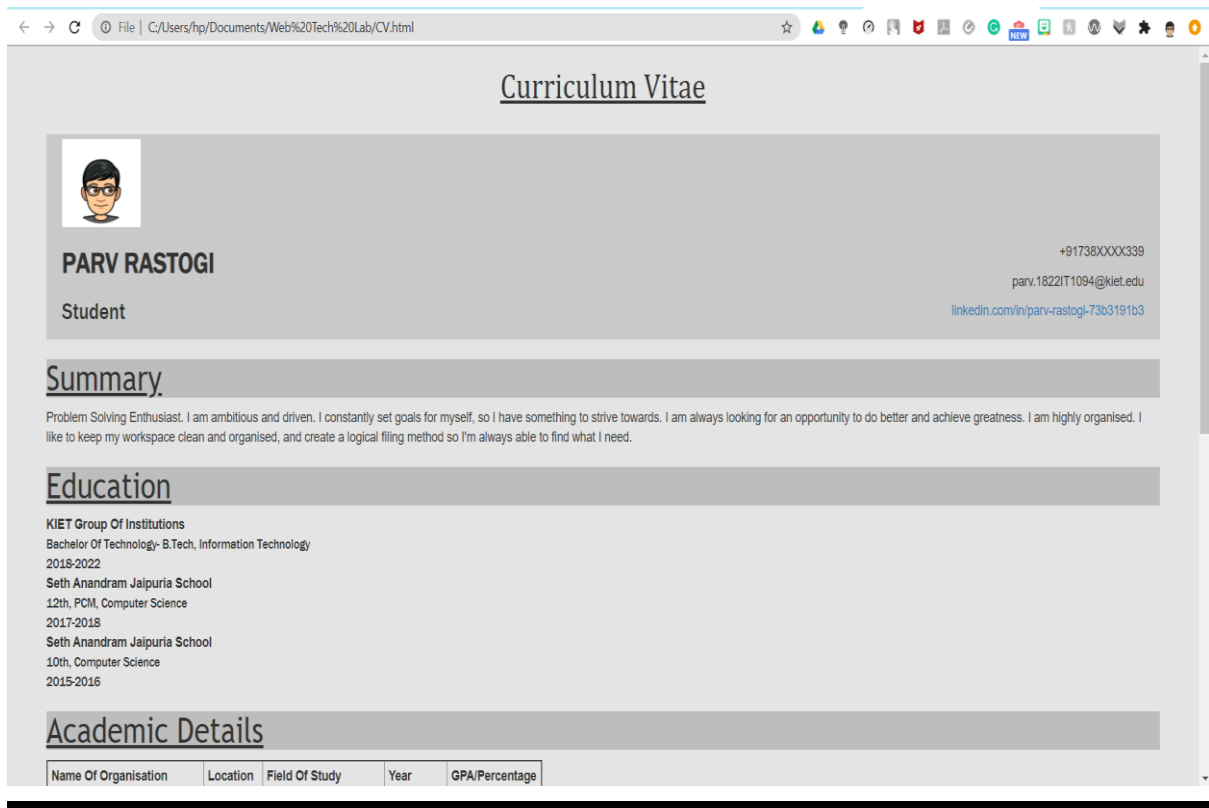 File | C:/Users/hp/Documents/Web%20Tech%20Lab/CV.html
NEW
Curriculum Vitae
PARV RASTOGI
Student
+91738XXXX339
parv.1822IT1094@kiet.edu
linkedin.com/in/parv-rastogi-73b3191b3
Summary
Problem Solving Enthusiast. I am ambitious and driven. I constantly set goals for myself, so I have something to strive towards. I am always looking for an opportunity to do better and achieve greatness. I am highly organised. I
like to keep my workspace clean and organised, and create a logical filing method so I'm always able to find what I need.
Education
KIET Group Of Institutions
Bachelor Of Technology- B.Tech, Information Technology
2018-2022
Seth Anandram Jaipuria School
12th, PCM, Computer Science
2017-2018
Seth Anandram Jaipuria School
10th, Computer Science
2015-2016
Academic Details
Name Of Organisation Location Field Of Study Year GPA/Percentage